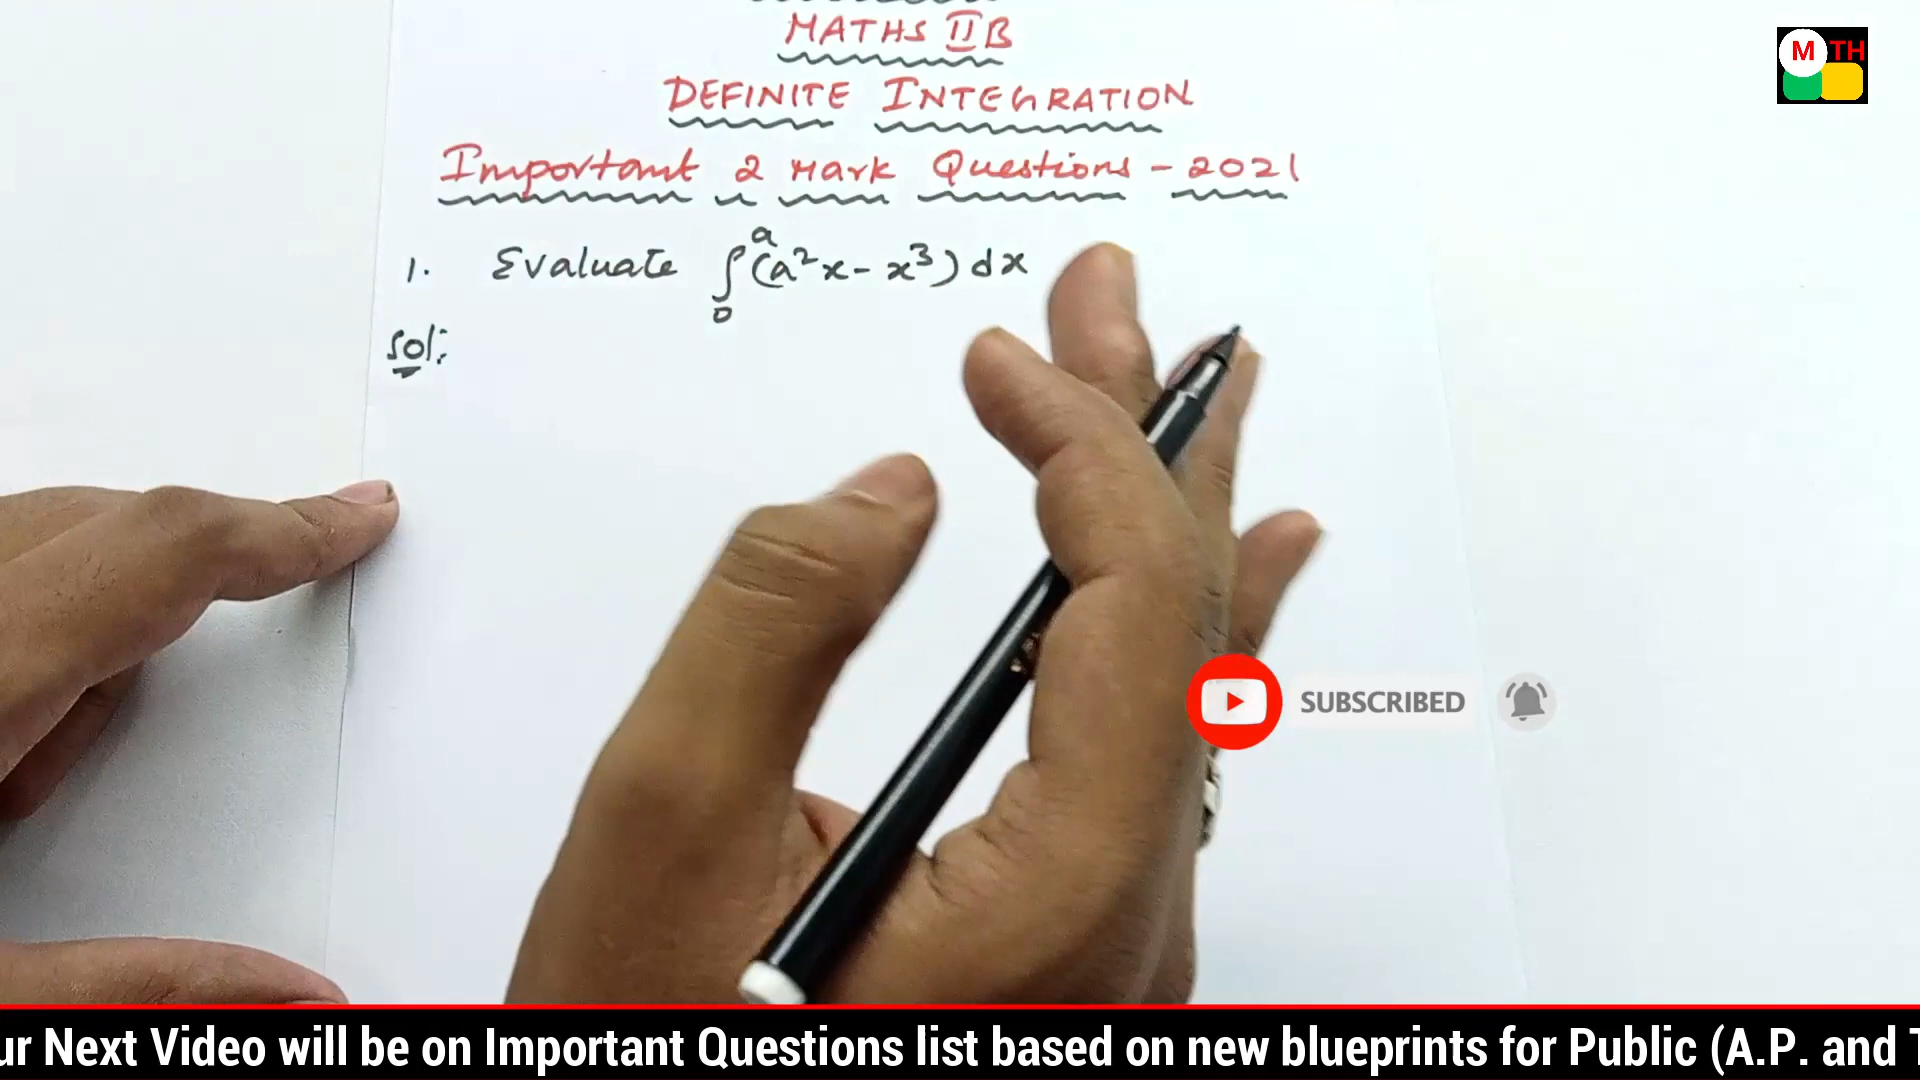 MATHS II B
M TH
DEFINITE INTEGRATION
Important 2 Mark Questions - 2021
1. Evaluate ∫₀ᵃ (a²x - x³) dx
Sol:
SUBSCRIBED
ur Next Video will be on Important Questions list based on new blueprints for Public (A.P. and T